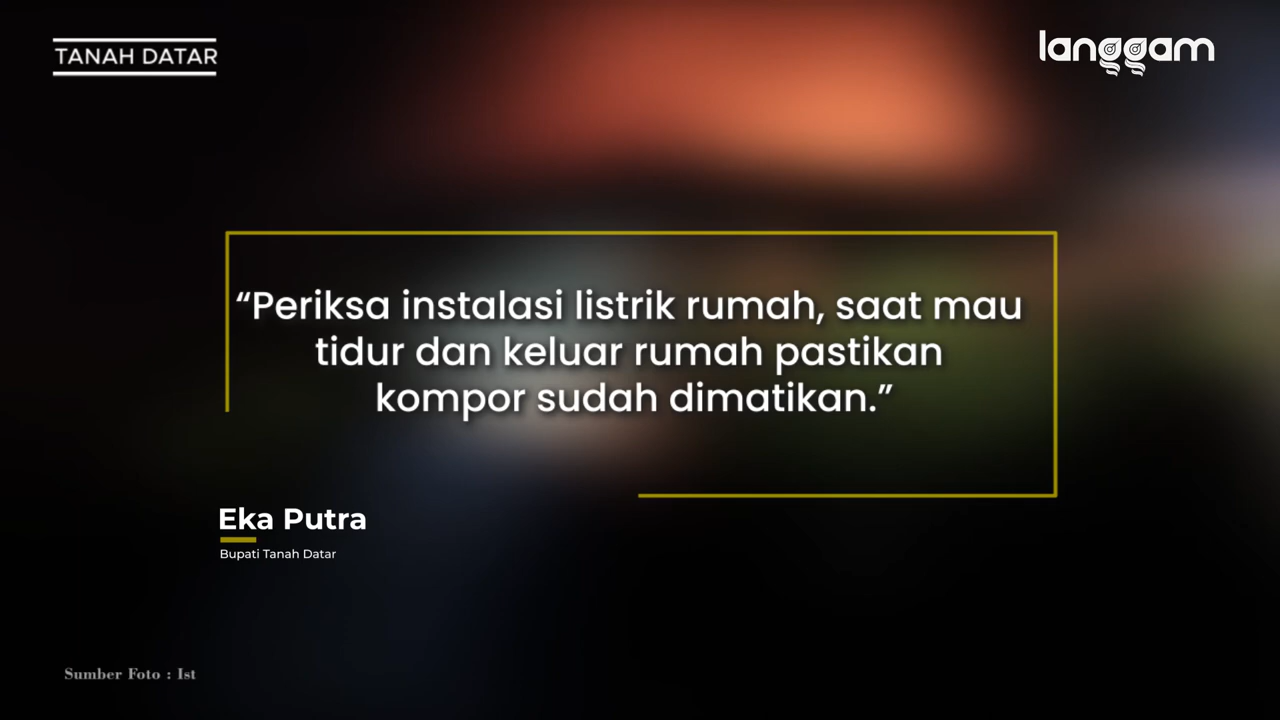 TANAH DATAR
langgam
“Periksa instalasi listrik rumah, saat mau
tidur dan keluar rumah pastikan
kompor sudah dimatikan.”
Eka Putra
Bupati Tanah Datar
Sumber Foto : Ist